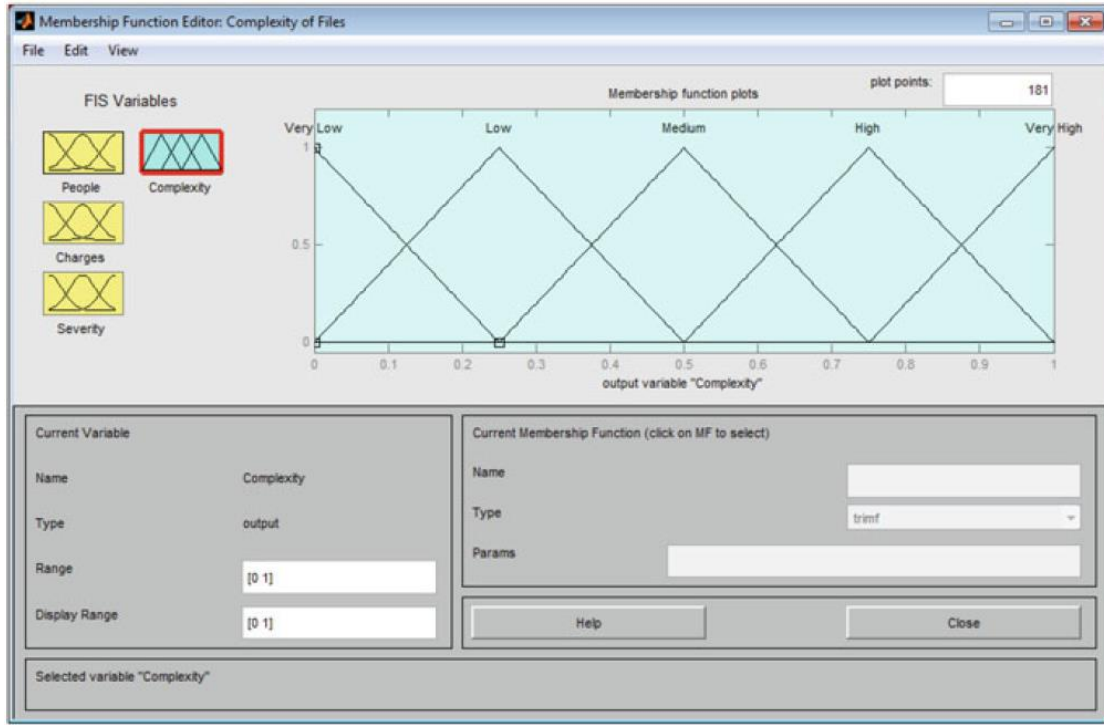 Membership Function Editor: Complexity of Files
File Edit View
FIS Variables
People
Complexity
Charges
Severity
Membership function plots
plot points:
181
Very Low
Low
Medium
High
Very High
1
0.5
0
0 0.1 0.2 0.3 0.4 0.5 0.6 0.7 0.8 0.9 1
output variable "Complexity"
Current Variable
Name Complexity
Type output
Range [0 1]
Display Range [0 1]
Current Membership Function (click on MF to select)
Name
Type trimf
Params
Help
Close
Selected variable "Complexity"